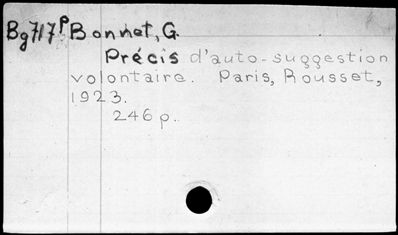 Bg717P Bonnet, G.
Précis d'auto-suggestion
volontaire. Paris, Rousset,
1923.
246 p.